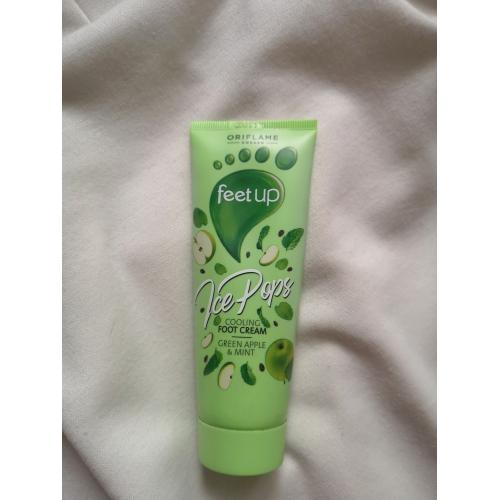 ORIFLAME
SWEDEN
feet up
Ice Pops
COOLING
FOOT CREAM
GREEN APPLE
& MINT